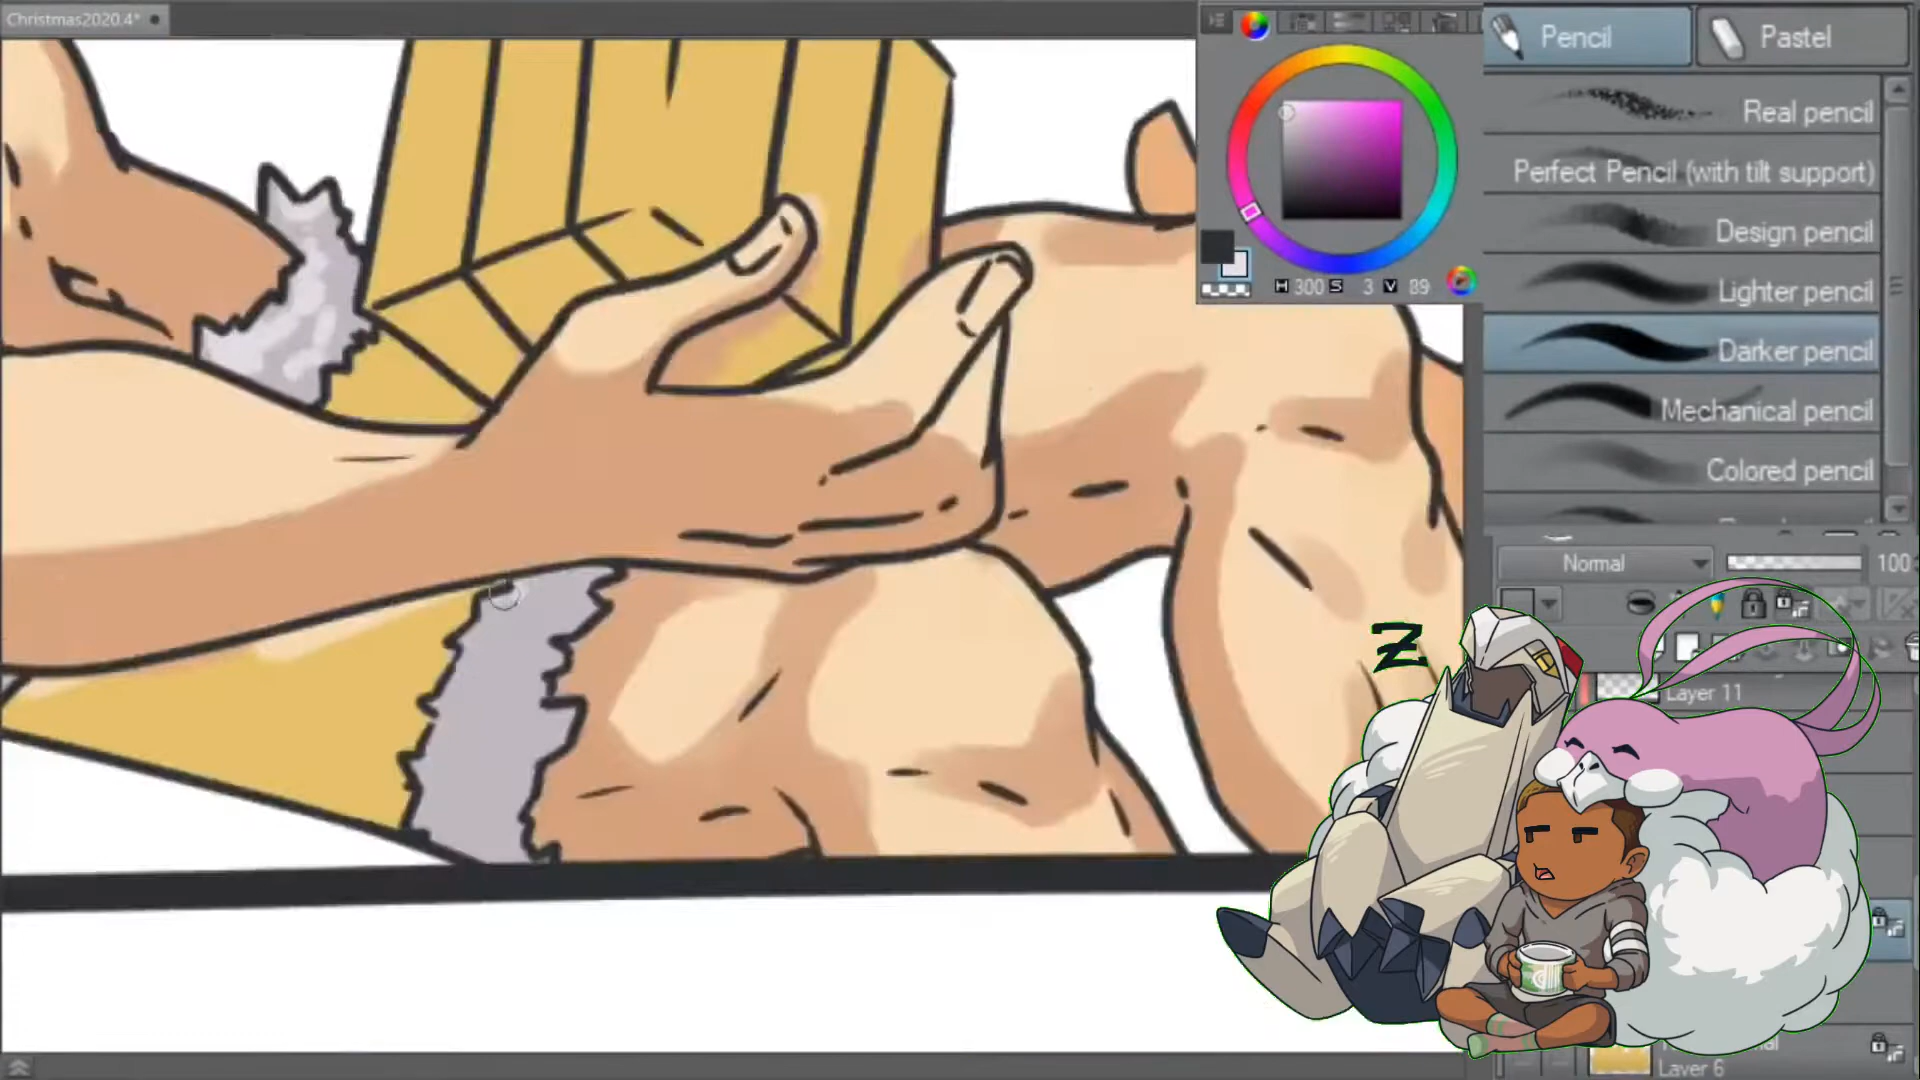 Christmas2020.4*
Pencil
Pastel
Real pencil
Perfect Pencil (with tilt support)
Design pencil
H 300 S 3 V 89
Lighter pencil
Darker pencil
Mechanical pencil
Colored pencil
Normal
100
Z
Layer 11
Layer 6